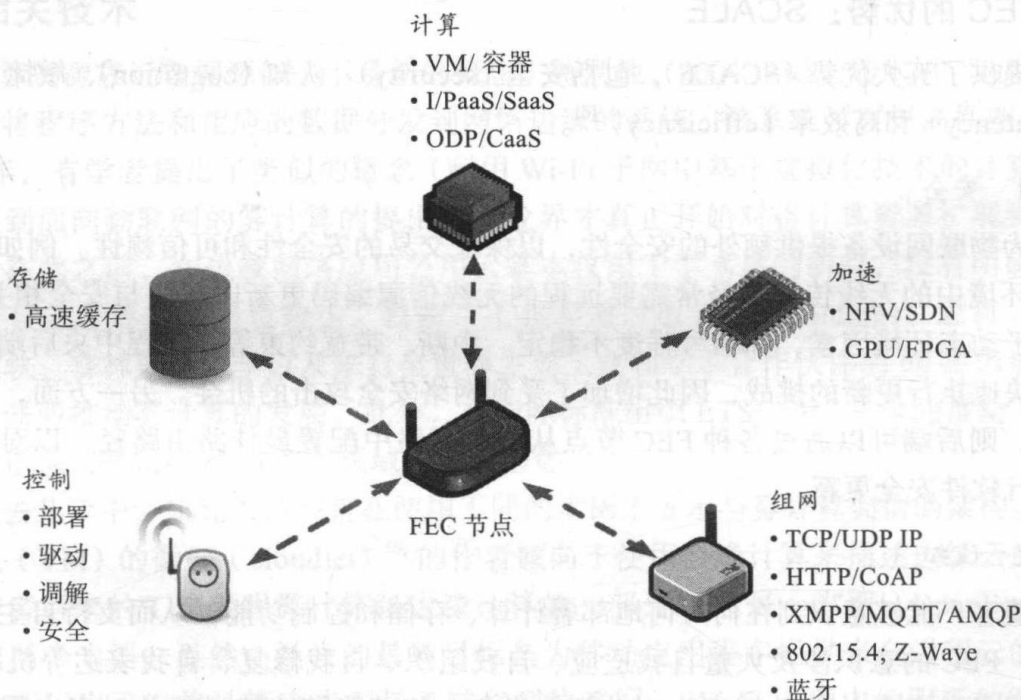 计算
• VM/ 容器
• I/PaaS/SaaS
• ODP/CaaS
存储
• 高速缓存
加速
• NFV/SDN
• GPU/FPGA
FEC 节点
控制
• 部署
• 驱动
• 调解
• 安全
组网
• TCP/UDP IP
• HTTP/CoAP
• XMPP/MQTT/AMQP
• 802.15.4; Z-Wave
蓝牙